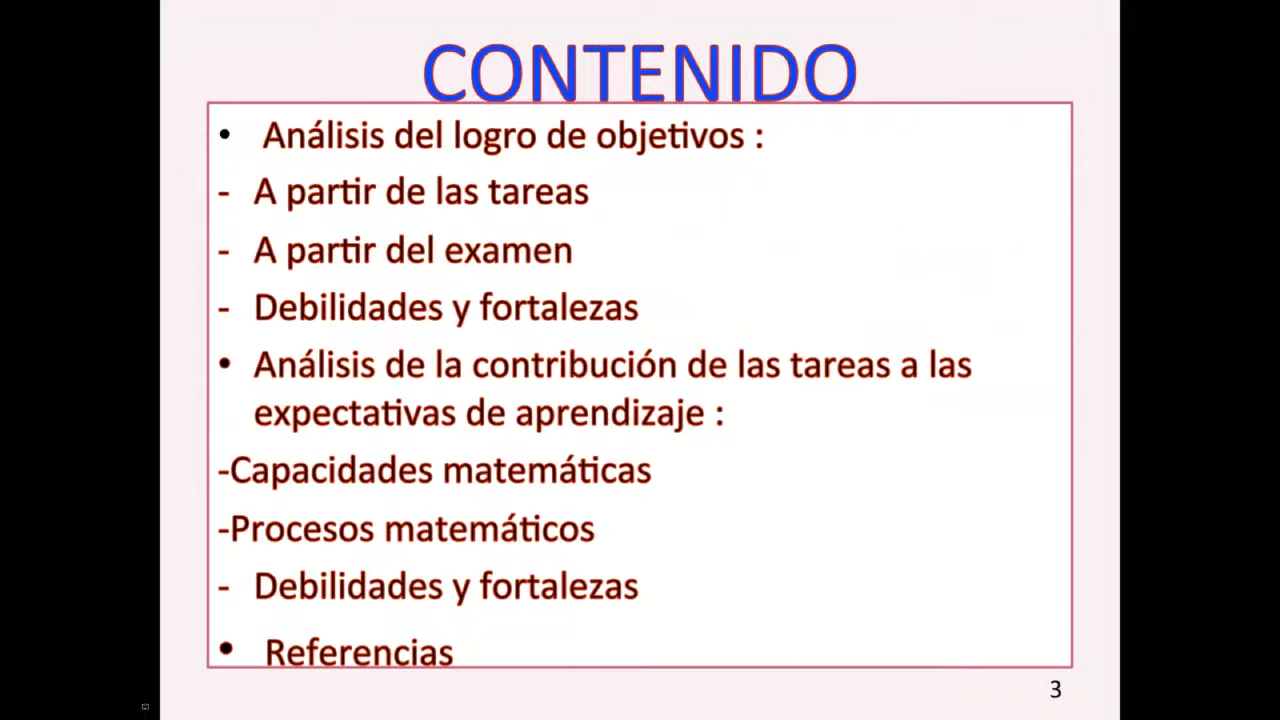 CONTENIDO
• Análisis del logro de objetivos :
- A partir de las tareas
- A partir del examen
- Debilidades y fortalezas
• Análisis de la contribución de las tareas a las
expectativas de aprendizaje :
-Capacidades matemáticas
-Procesos matemáticos
- Debilidades y fortalezas
• Referencias
3